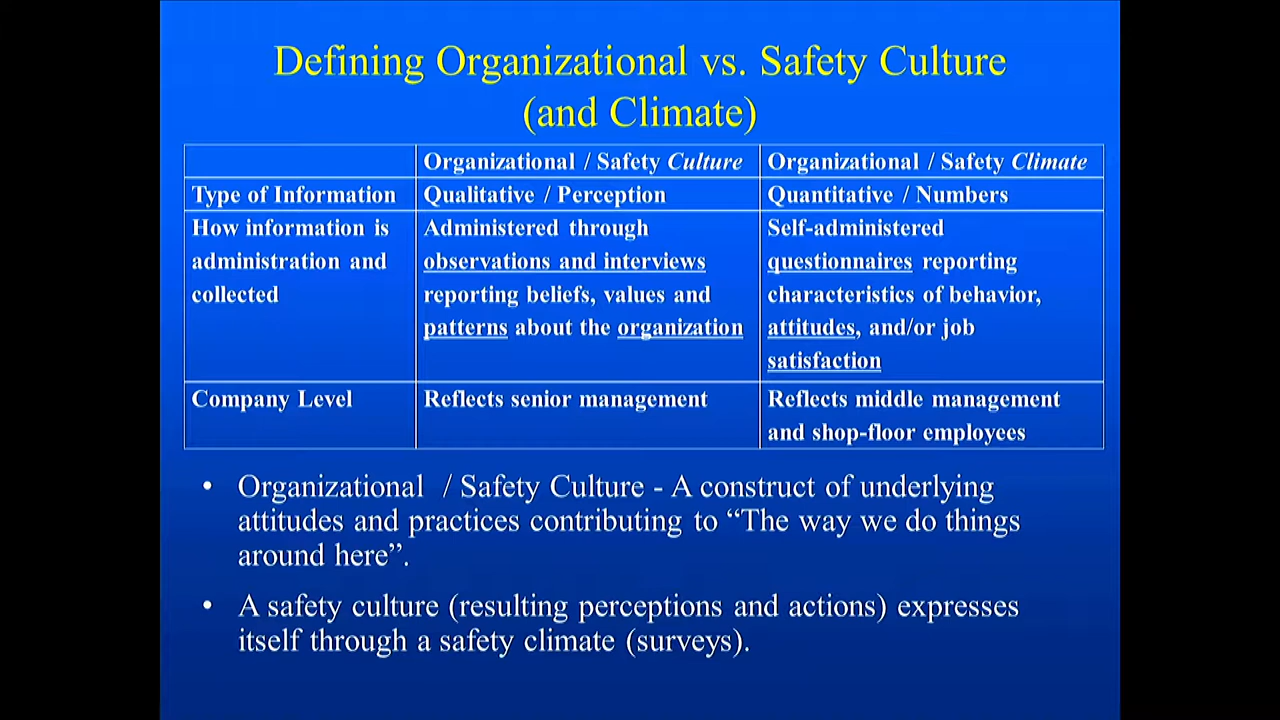 Defining Organizational vs. Safety Culture
(and Climate)
Organizational / Safety Culture
Organizational / Safety Climate
Type of Information
Qualitative / Perception
Quantitative / Numbers
How information is
administration and
collected
Administered through
observations and interviews
reporting beliefs, values and
patterns about the organization
Self-administered
questionnaires reporting
characteristics of behavior,
attitudes, and/or job
satisfaction
Company Level
Reflects senior management
Reflects middle management
and shop-floor employees
• Organizational / Safety Culture - A construct of underlying
attitudes and practices contributing to “The way we do things
around here”.
• A safety culture (resulting perceptions and actions) expresses
itself through a safety climate (surveys).